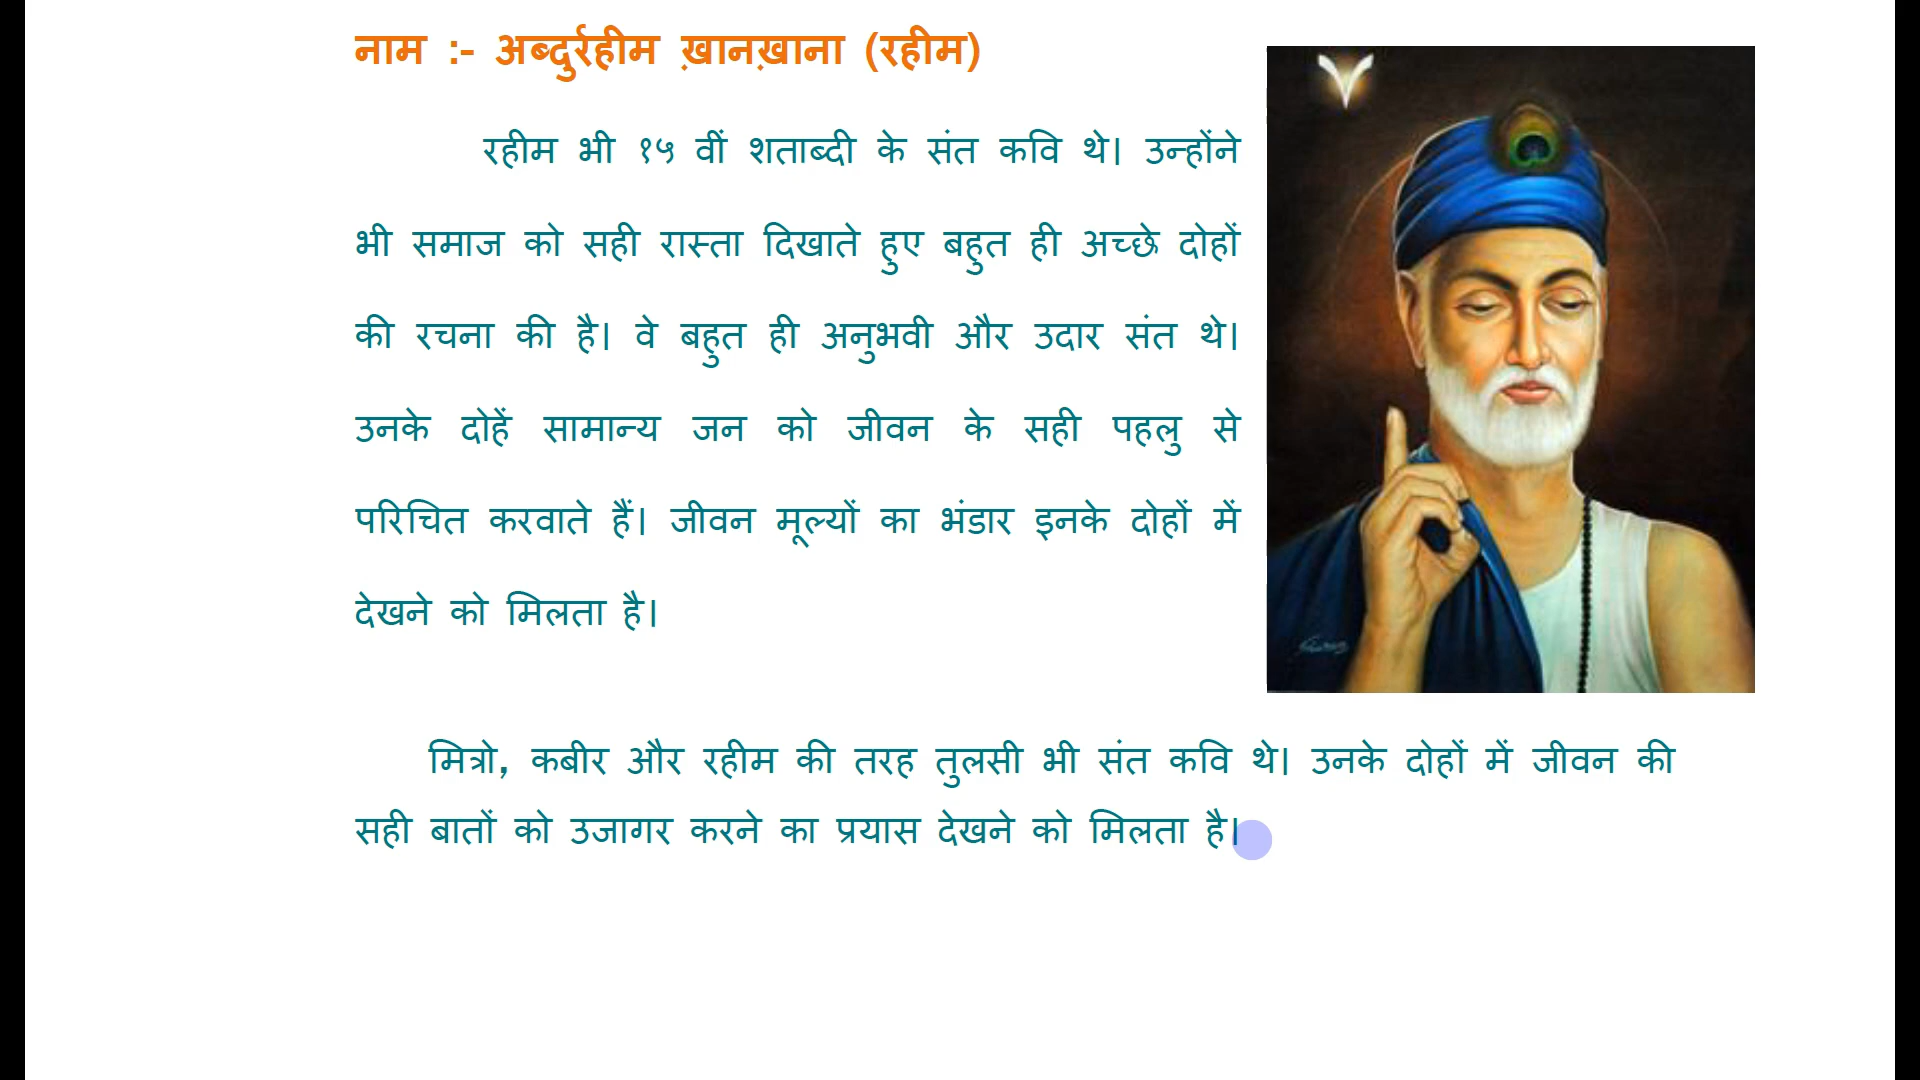 नाम :- अब्दुर्रहीम ख़ानख़ाना (रहीम)
रहीम भी १५ वीं शताब्दी के संत कवि थे। उन्होंने
भी समाज को सही रास्ता दिखाते हुए बहुत ही अच्छे दोहों
की रचना की है। वे बहुत ही अनुभवी और उदार संत थे।
उनके दोहें सामान्य जन को जीवन के सही पहलु से
परिचित करवाते हैं। जीवन मूल्यों का भंडार इनके दोहों में
देखने को मिलता है।
मित्रो, कबीर और रहीम की तरह तुलसी भी संत कवि थे। उनके दोहों में जीवन की
सही बातों को उजागर करने का प्रयास देखने को मिलता है।